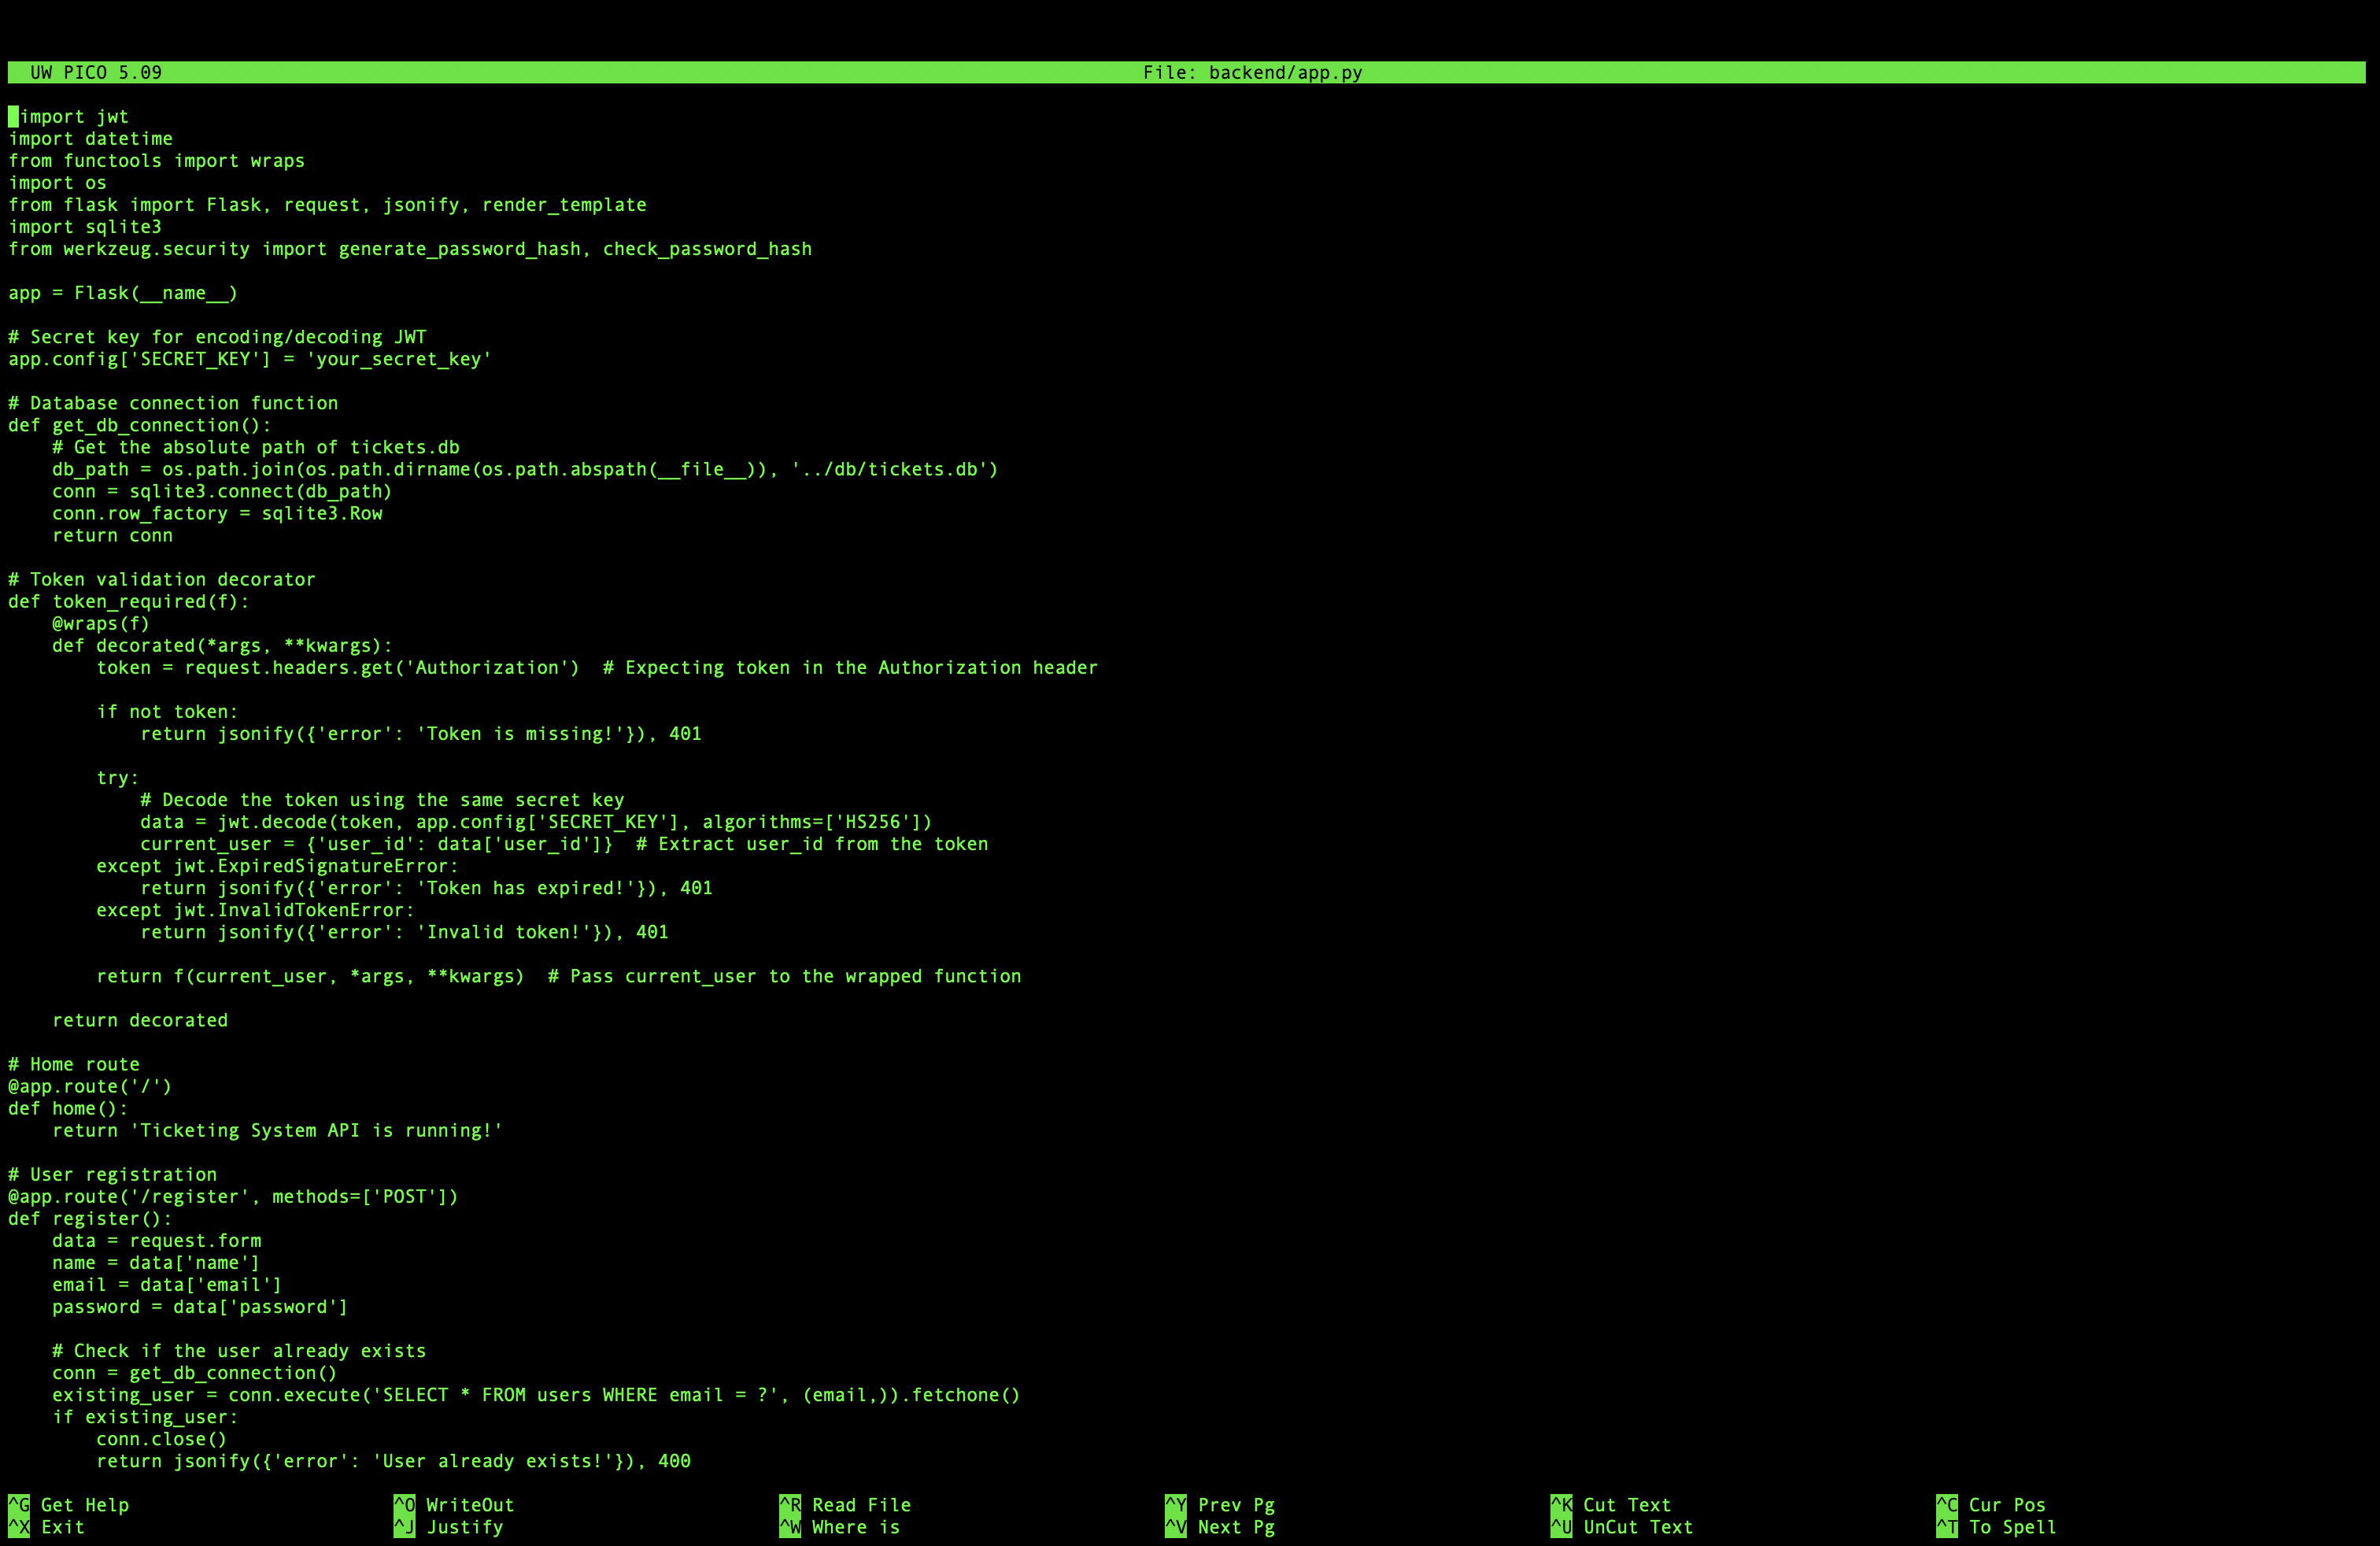 UW PICO 5.09 File: backend/app.py
import jwt
import datetime
from functools import wraps
import os
from flask import Flask, request, jsonify, render_template
import sqlite3
from werkzeug.security import generate_password_hash, check_password_hash

app = Flask(__name__)

# Secret key for encoding/decoding JWT
app.config['SECRET_KEY'] = 'your_secret_key'

# Database connection function
def get_db_connection():
    # Get the absolute path of tickets.db
    db_path = os.path.join(os.path.dirname(os.path.abspath(__file__)), '../db/tickets.db')
    conn = sqlite3.connect(db_path)
    conn.row_factory = sqlite3.Row
    return conn

# Token validation decorator
def token_required(f):
    @wraps(f)
    def decorated(*args, **kwargs):
        token = request.headers.get('Authorization')  # Expecting token in the Authorization header

        if not token:
            return jsonify({'error': 'Token is missing!'}), 401

        try:
            # Decode the token using the same secret key
            data = jwt.decode(token, app.config['SECRET_KEY'], algorithms=['HS256'])
            current_user = {'user_id': data['user_id']}  # Extract user_id from the token
        except jwt.ExpiredSignatureError:
            return jsonify({'error': 'Token has expired!'}), 401
        except jwt.InvalidTokenError:
            return jsonify({'error': 'Invalid token!'}), 401

        return f(current_user, *args, **kwargs)  # Pass current_user to the wrapped function

    return decorated

# Home route
@app.route('/')
def home():
    return 'Ticketing System API is running!'

# User registration
@app.route('/register', methods=['POST'])
def register():
    data = request.form
    name = data['name']
    email = data['email']
    password = data['password']

    # Check if the user already exists
    conn = get_db_connection()
    existing_user = conn.execute('SELECT * FROM users WHERE email = ?', (email,)).fetchone()
    if existing_user:
        conn.close()
        return jsonify({'error': 'User already exists!'}), 400

^G Get Help ^O WriteOut ^R Read File ^Y Prev Pg ^K Cut Text ^C Cur Pos
^X Exit ^J Justify ^W Where is ^V Next Pg ^U UnCut Text ^T To Spell